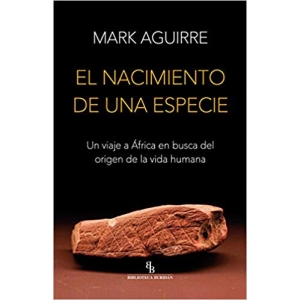 MARK AGUIRRE
EL NACIMIENTO
DE UNA ESPECIE
Un viaje a África en busca del
origen de la vida humana
BIBLIOTECA BURIDÁN